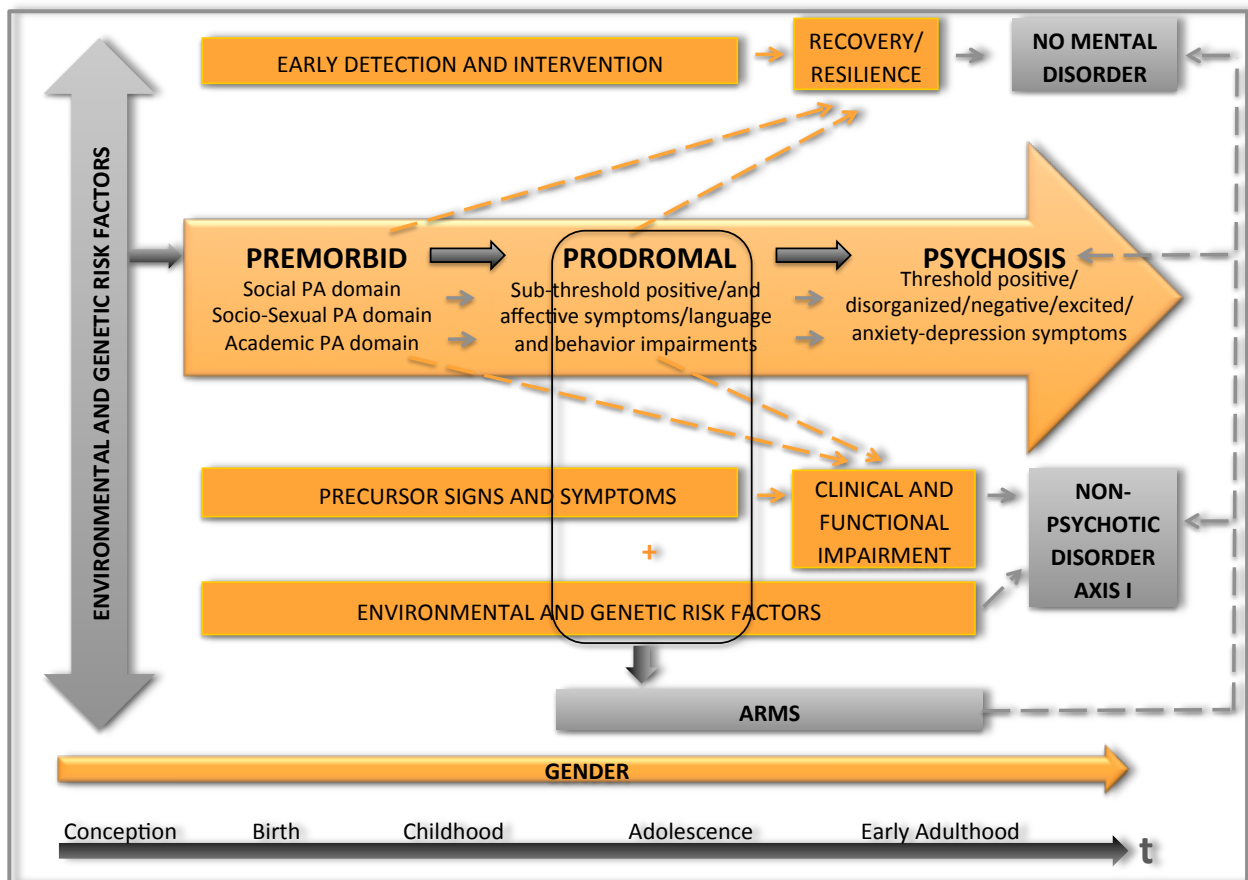 ENVIRONMENTAL AND GENETIC RISK FACTORS
EARLY DETECTION AND INTERVENTION
RECOVERY/
RESILIENCE
NO MENTAL
DISORDER
PREMORBID
Social PA domain
Socio-Sexual PA domain
Academic PA domain
PRODROMAL
Sub-threshold positive/and
affective symptoms/language
and behavior impairments
PSYCHOSIS
Threshold positive/
disorganized/negative/excited/
anxiety-depression symptoms
PRECURSOR SIGNS AND SYMPTOMS
+
ENVIRONMENTAL AND GENETIC RISK FACTORS
CLINICAL AND
FUNCTIONAL
IMPAIRMENT
NON-
PSYCHOTIC
DISORDER
AXIS I
ARMS
GENDER
Conception Birth Childhood Adolescence Early Adulthood
t